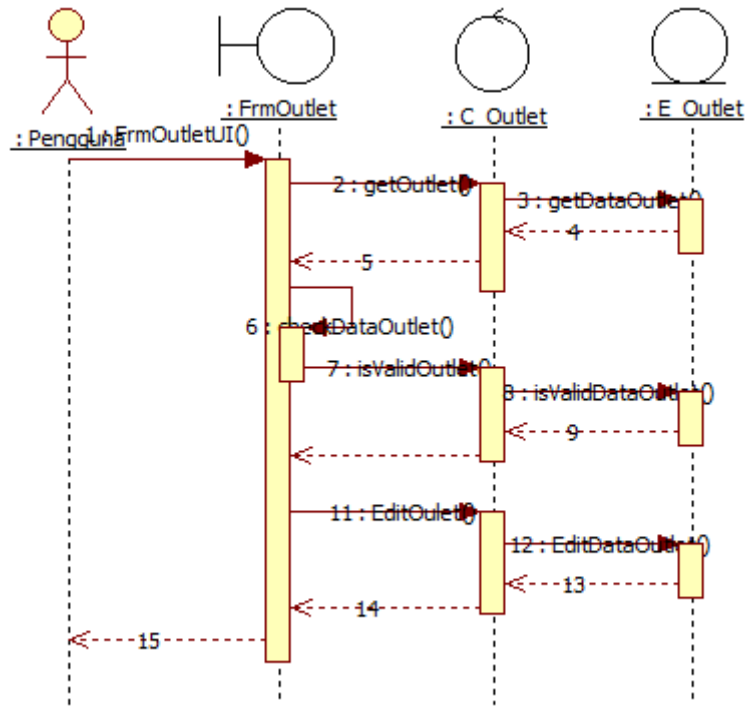 : Pengguna
: FrmOutlet
: C_Outlet
: E_Outlet
1 : FrmOutletUI()
2 : getOutlet()
3 : getDataOutlet()
4
5
6 : checkDataOutlet()
7 : isValidOutlet()
8 : isValidDataOutlet()
9
11 : EditOulet()
12 : EditDataOutlet()
13
14
15